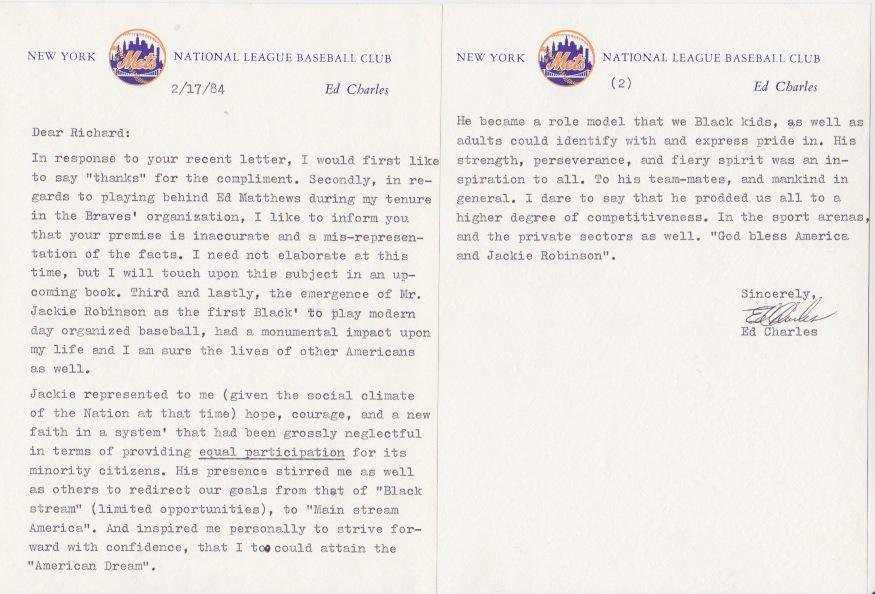 NEW YORK Mets NATIONAL LEAGUE BASEBALL CLUB
2/17/84 Ed Charles
Dear Richard:
In response to your recent letter, I would first like
to say "thanks" for the compliment. Secondly, in re-
gards to playing behind Ed Matthews during my tenure
in the Braves' organization, I like to inform you
that your premise is inaccurate and a mis-represen-
tation of the facts. I need not elaborate at this
time, but I will touch upon this subject in an up-
coming book. Third and lastly, the emergence of Mr.
Jackie Robinson as the first Black' to play modern
day organized baseball, had a monumental impact upon
my life and I am sure the lives of other Americans
as well.
Jackie represented to me (given the social climate
of the Nation at that time) hope, courage, and a new
faith in a system' that had been grossly neglectful
in terms of providing equal participation for its
minority citizens. His presence stirred me as well
as others to redirect our goals from that of "Black
stream" (limited opportunities), to "Main stream
America". And inspired me personally to strive for-
ward with confidence, that I too could attain the
"American Dream".
NEW YORK Mets NATIONAL LEAGUE BASEBALL CLUB
(2) Ed Charles
He became a role model that we Black kids, as well as
adults could identify with and express pride in. His
strength, perseverance, and fiery spirit was an in-
spiration to all. To his team-mates, and mankind in
general. I dare to say that he prodded us all to a
higher degree of competitiveness. In the sport arenas,
and the private sectors as well. "God bless America
and Jackie Robinson".
Sincerely,
Ed Charles
Ed Charles